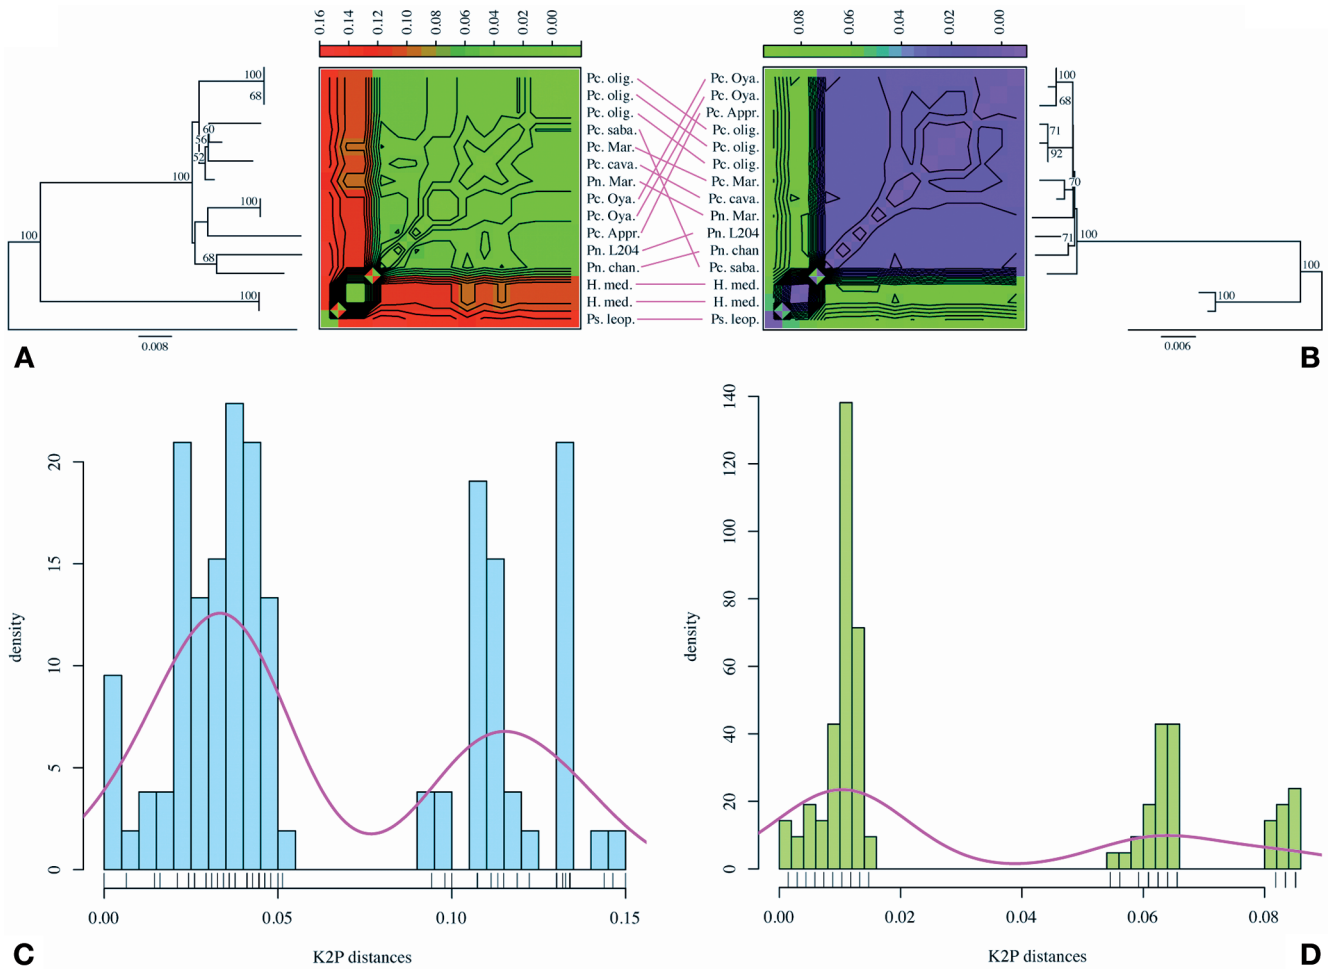 0.16 0.14 0.12 0.10 0.08 0.06 0.04 0.02 0.00
0.08 0.06 0.04 0.02 0.00
100
68
60
56
52
100
100
100
68
100
0.008
A
Pc. olig.
Pc. olig.
Pc. olig.
Pc. saba.
Pc. Mar.
Pc. cava.
Pn. Mar.
Pc. Oya.
Pc. Oya.
Pc. Appr.
Pn. L204
Pn. chan.
H. med.
H. med.
Ps. leop.
Pc. Oya.
Pc. Oya.
Pc. Appr.
Pc. olig.
Pc. olig.
Pc. olig.
Pc. Mar.
Pc. cava.
Pn. Mar.
Pn. L204
Pn. chan
Pc. saba.
H. med.
H. med.
Ps. leop.
100
68
71
92
70
71
100
100
100
0.006
B
density
20
15
10
5
0
0.00 0.05 0.10 0.15
K2P distances
C
density
140
120
100
80
60
40
20
0
0.00 0.02 0.04 0.06 0.08
K2P distances
D